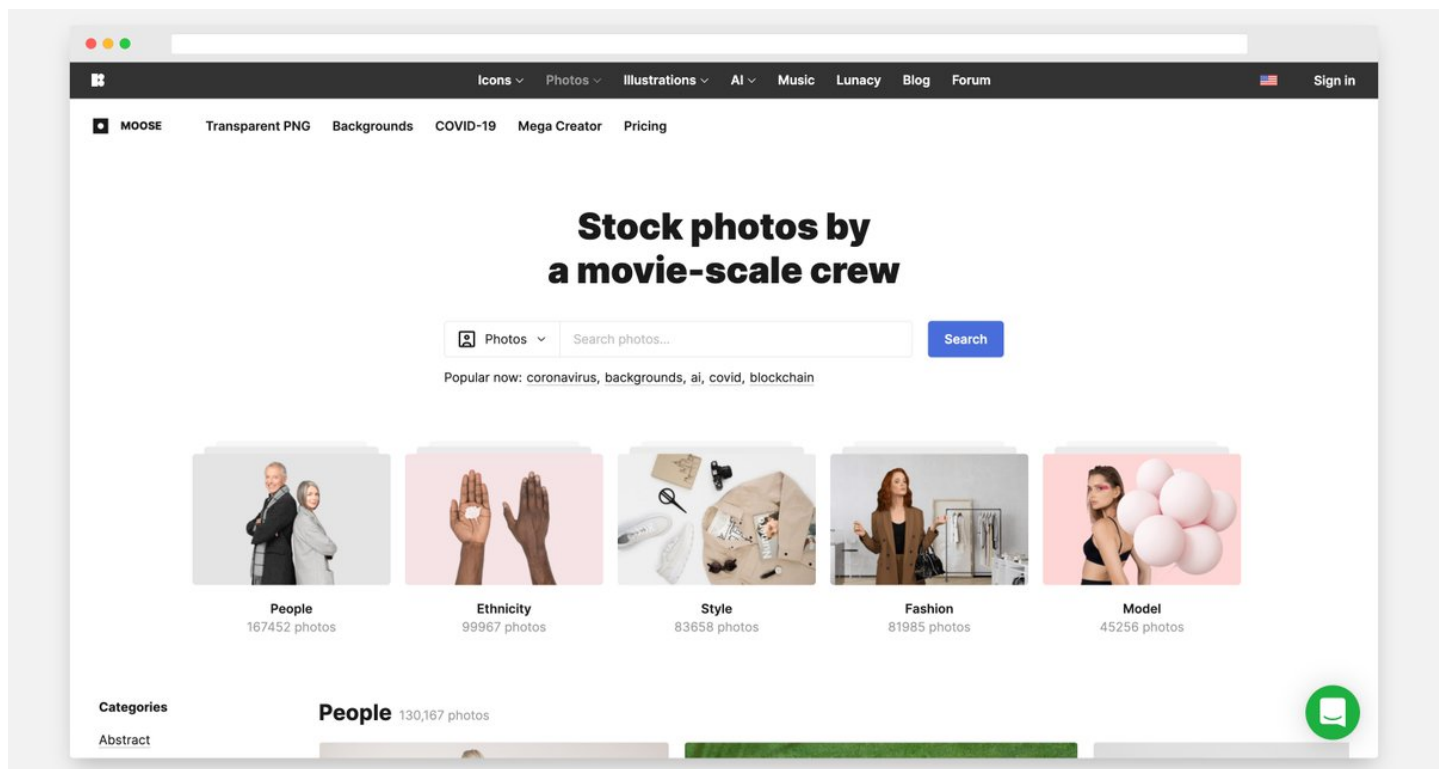 Icons Photos Illustrations AI Music Lunacy Blog Forum Sign in
MOOSE Transparent PNG Backgrounds COVID-19 Mega Creator Pricing
Stock photos by
a movie-scale crew
Photos Search photos... Search
Popular now: coronavirus, backgrounds, ai, covid, blockchain
People Ethnicity Style Fashion Model
167452 photos 99967 photos 83658 photos 81985 photos 45256 photos
Categories People 130,167 photos
Abstract